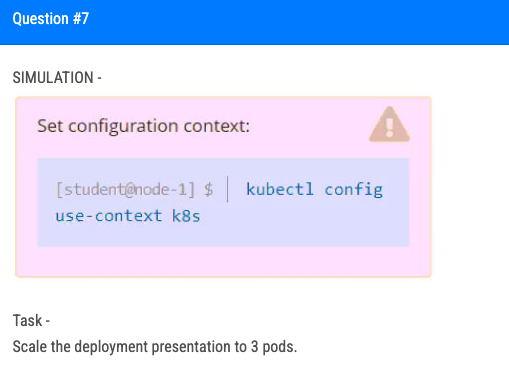 Question #7
SIMULATION -
Set configuration context:
[student@node-1] $ | kubectl config
use-context k8s
Task -
Scale the deployment presentation to 3 pods.